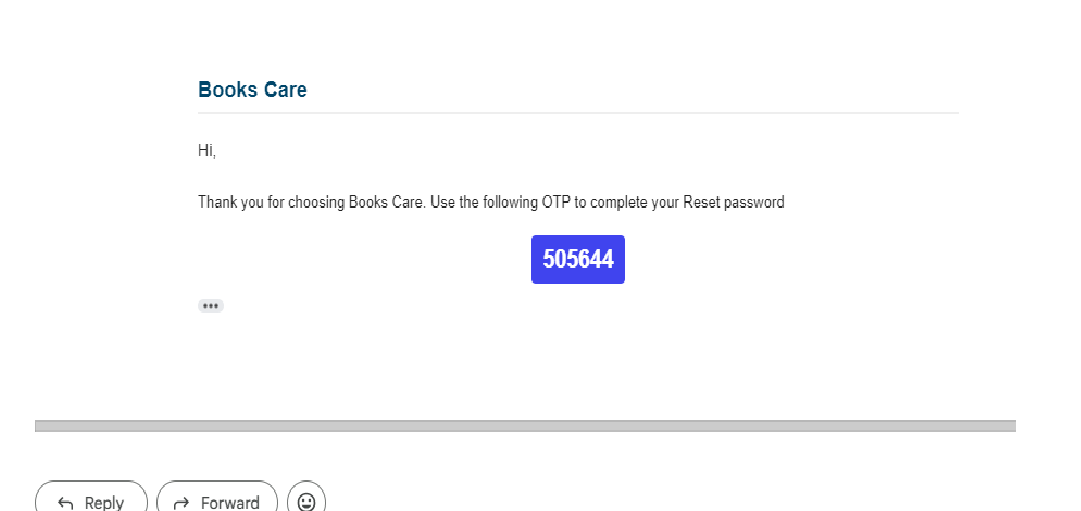 Books Care
Hi,
Thank you for choosing Books Care. Use the following OTP to complete your Reset password
505644
Reply
Forward